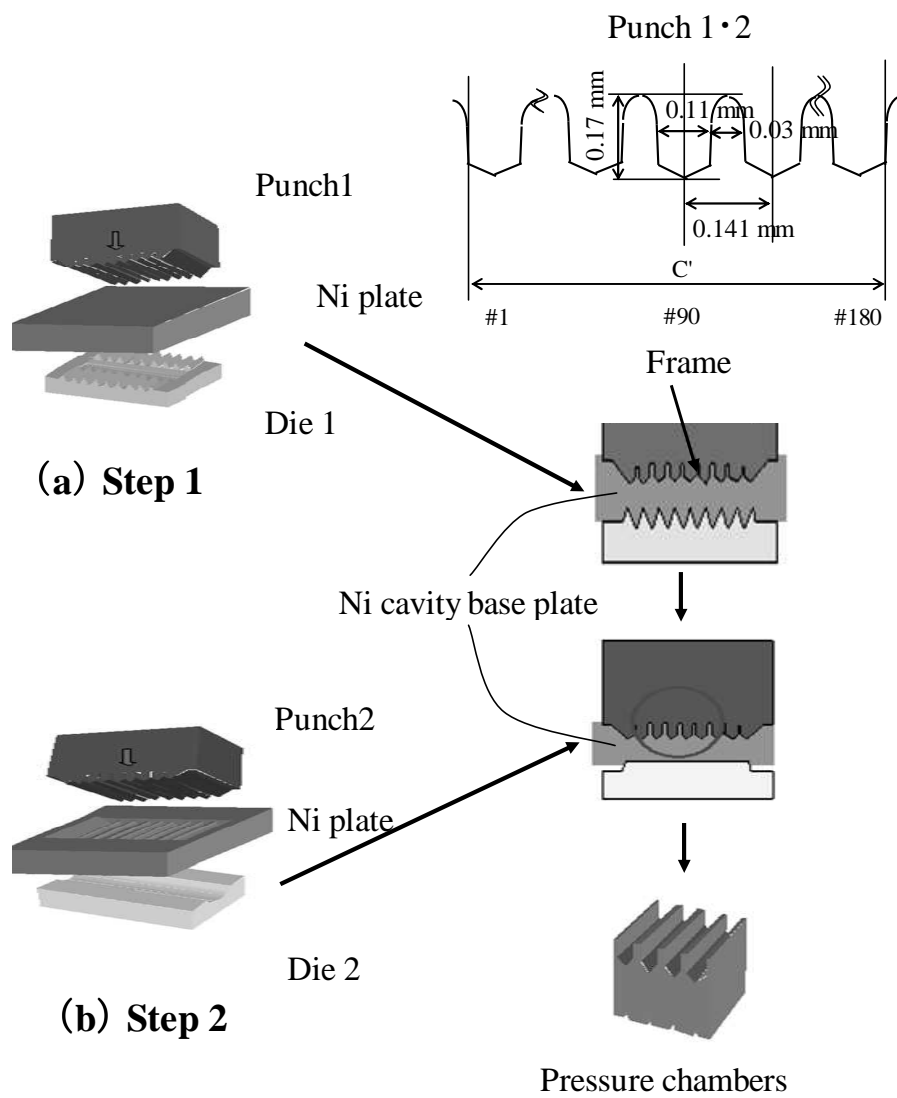 Punch 1・2
0.17 mm
0.11 mm
0.03 mm
0.141 mm
C'
#1
#90
#180
Punch1
Ni plate
Die 1
(a) Step 1
Frame
Ni cavity base plate
Punch2
Ni plate
Die 2
(b) Step 2
Pressure chambers